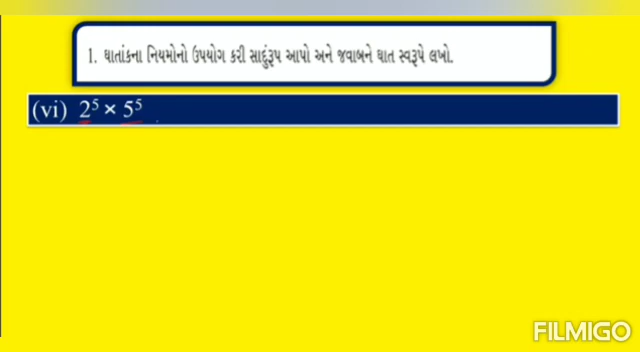 1. ઘાતાંકના નિયમોનો ઉપયોગ કરી સાદુંરૂપ આપો અને જવાબને ઘાત સ્વરૂપે લખો.
(vi) 2⁵ × 5⁵
FILMIGO